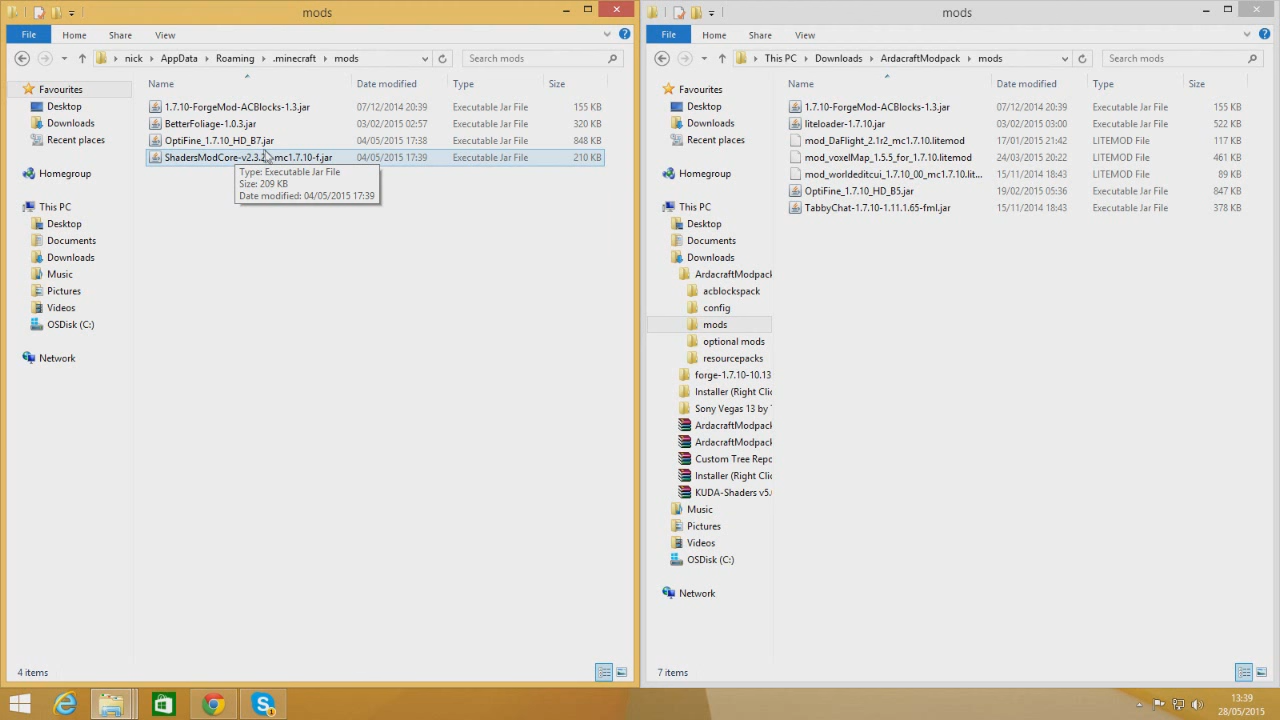 mods
File Home Share View
nick AppData Roaming .minecraft mods
Search mods
Favourites
Desktop
Downloads
Recent places
Homegroup
This PC
Desktop
Documents
Downloads
Music
Pictures
Videos
OSDisk (C:)
Network
Name Date modified Type Size
1.7.10-ForgeMod-ACBlocks-1.3.jar 07/12/2014 20:39 Executable Jar File 155 KB
BetterFoliage-1.0.3.jar 03/02/2015 02:57 Executable Jar File 320 KB
OptiFine_1.7.10_HD_B7.jar 04/05/2015 17:38 Executable Jar File 848 KB
ShadersModCore-v2.3. mc1.7.10-f.jar 04/05/2015 17:39 Executable Jar File 210 KB
Type: Executable Jar File
Size: 209 KB
Date modified: 04/05/2015 17:39
4 items
mods
File Home Share View
This PC Downloads ArdacraftModpack mods
Search mods
Favourites
Desktop
Downloads
Recent places
Homegroup
This PC
Desktop
Documents
Downloads
ArdacraftModpack
acblockspack
config
mods
optional mods
resourcepacks
forge-1.7.10-10.13
Installer (Right Clic
Sony Vegas 13 by
ArdacraftModpack
ArdacraftModpack
Custom Tree Repo
Installer (Right Clic
KUDA-Shaders v5.
Music
Pictures
Videos
OSDisk (C:)
Network
Name Date modified Type Size
1.7.10-ForgeMod-ACBlocks-1.3.jar 07/12/2014 20:39 Executable Jar File 155 KB
liteloader-1.7.10.jar 03/02/2015 03:00 Executable Jar File 522 KB
mod_DaFlight_2.1r2_mc1.7.10.litemod 17/01/2015 21:42 LITEMOD File 117 KB
mod_voxelMap_1.5.5_for_1.7.10.litemod 24/03/2015 23:00 LITEMOD File 461 KB
mod_worldeditcui_1.7.10_00_mc1.7.10.lit... 15/11/2014 18:43 LITEMOD File 89 KB
OptiFine_1.7.10_HD_B5.jar 19/02/2015 05:36 Executable Jar File 847 KB
TabbyChat-1.7.10-1.11.1.65-fml.jar 15/11/2014 18:43 Executable Jar File 378 KB
7 items
13:39
28/05/2015